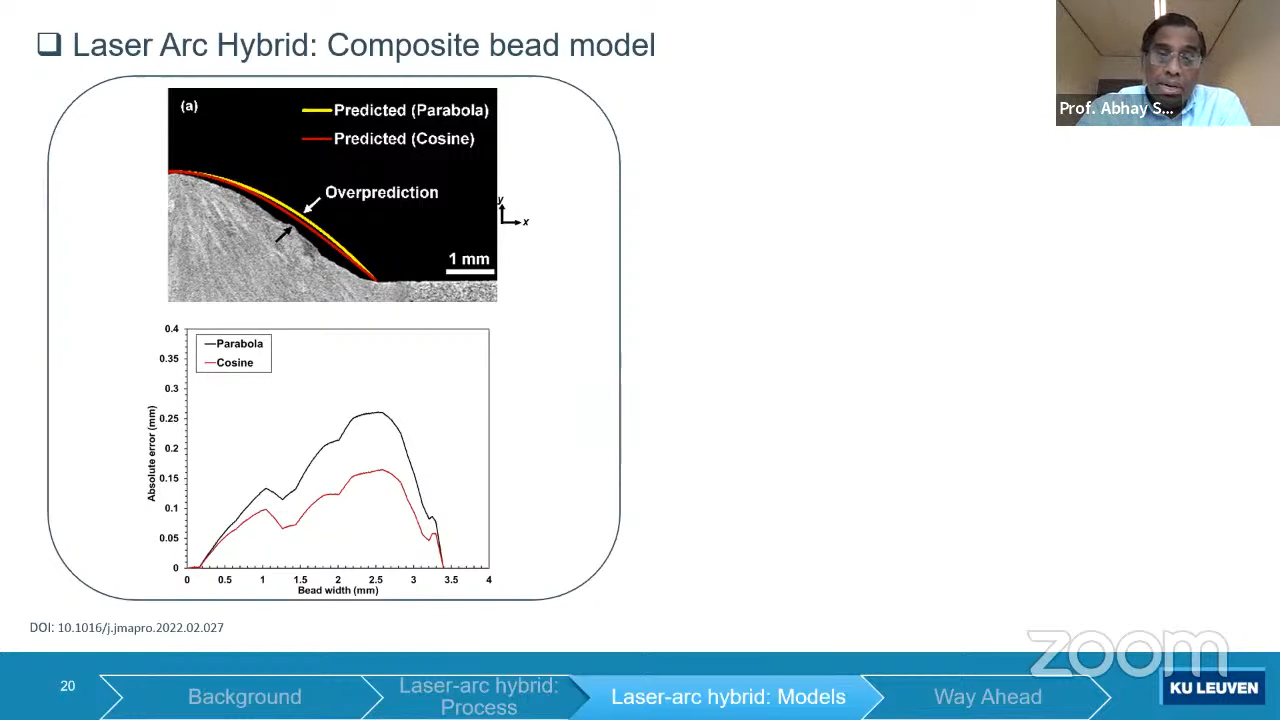 ❑ Laser Arc Hybrid: Composite bead model
Prof. Abhay S...
(a)
Predicted (Parabola)
Predicted (Cosine)
Overprediction
y
x
1 mm
0.4
0.35
0.3
0.25
0.2
0.15
0.1
0.05
0
Parabola
Cosine
Absolute error (mm)
0 0.5 1 1.5 2 2.5 3 3.5 4
Bead width (mm)
DOI: 10.1016/j.jmapro.2022.02.027
zoom
20
Background
Laser-arc hybrid:
Process
Laser-arc hybrid: Models
Way Ahead
KU LEUVEN